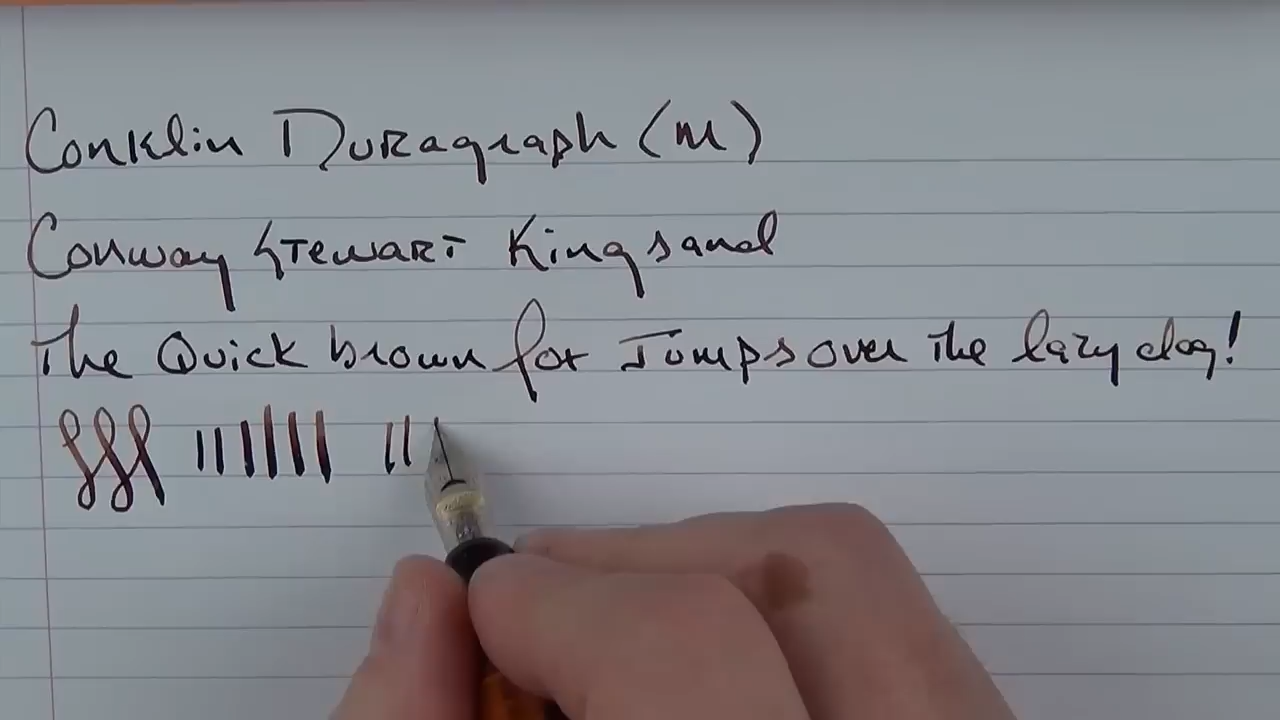 Conklin Duragraph (M)
Conway Stewart Kingsand
The Quick brown fox Jumps over the lazy dog!